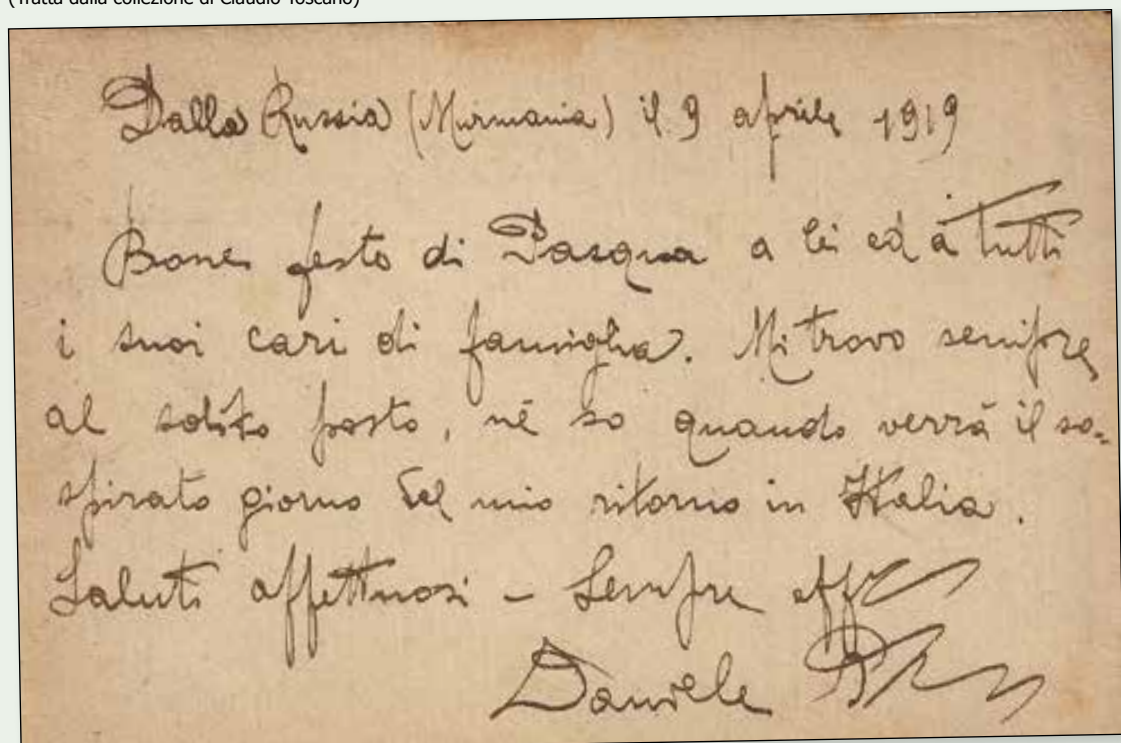 (Tratta dalla collezione di Claudio Toscano)
Dalla Russia (Murmania) il 9 aprile 1919
Bone feste di Pasqua a lei ed a tutti
i suoi cari di famiglia. Mi trovo sempre
al solito posto, né so quando verrà il so=
spirato giorno del mio ritorno in Italia.
Saluti affettuosi - Sempre aff
Daniele